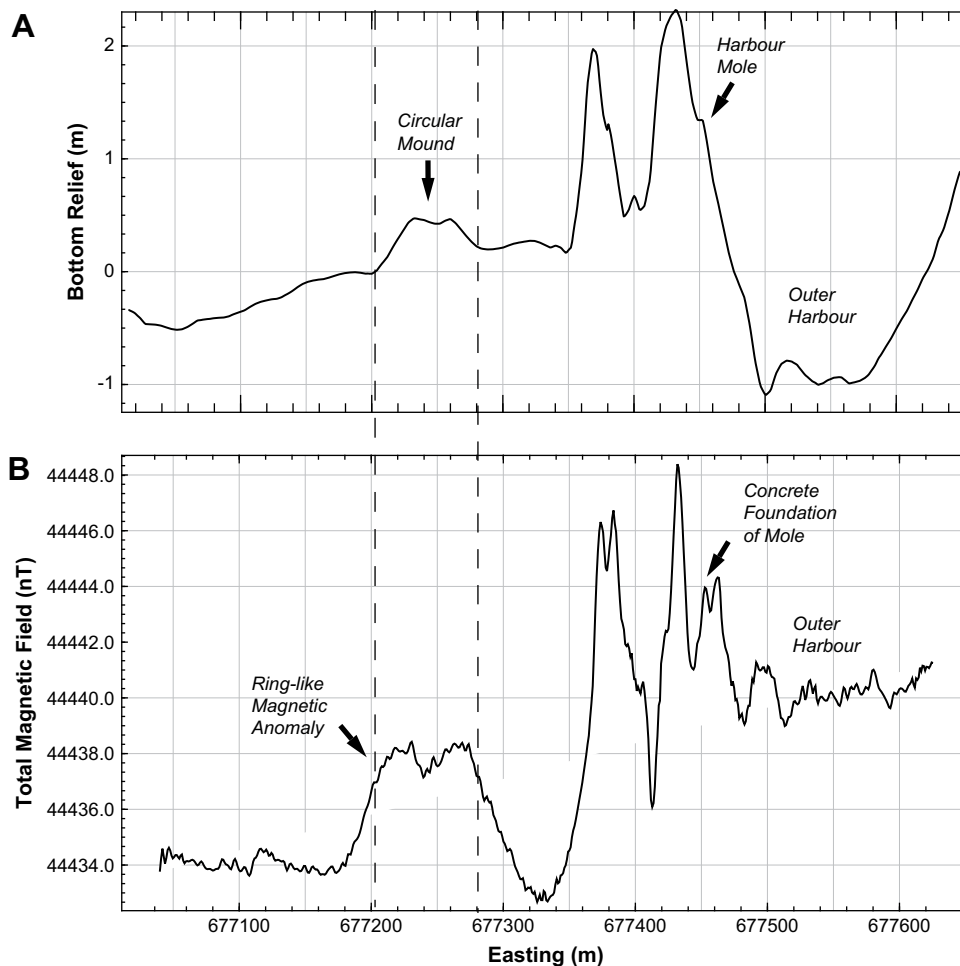 A
Bottom Relief (m)
2
1
0
-1
Circular
Mound
Harbour
Mole
Outer
Harbour
B
Total Magnetic Field (nT)
44448.0
44446.0
44444.0
44442.0
44440.0
44438.0
44436.0
44434.0
Concrete
Foundation
of Mole
Outer
Harbour
Ring-like
Magnetic
Anomaly
677100 677200 677300 677400 677500 677600
Easting (m)